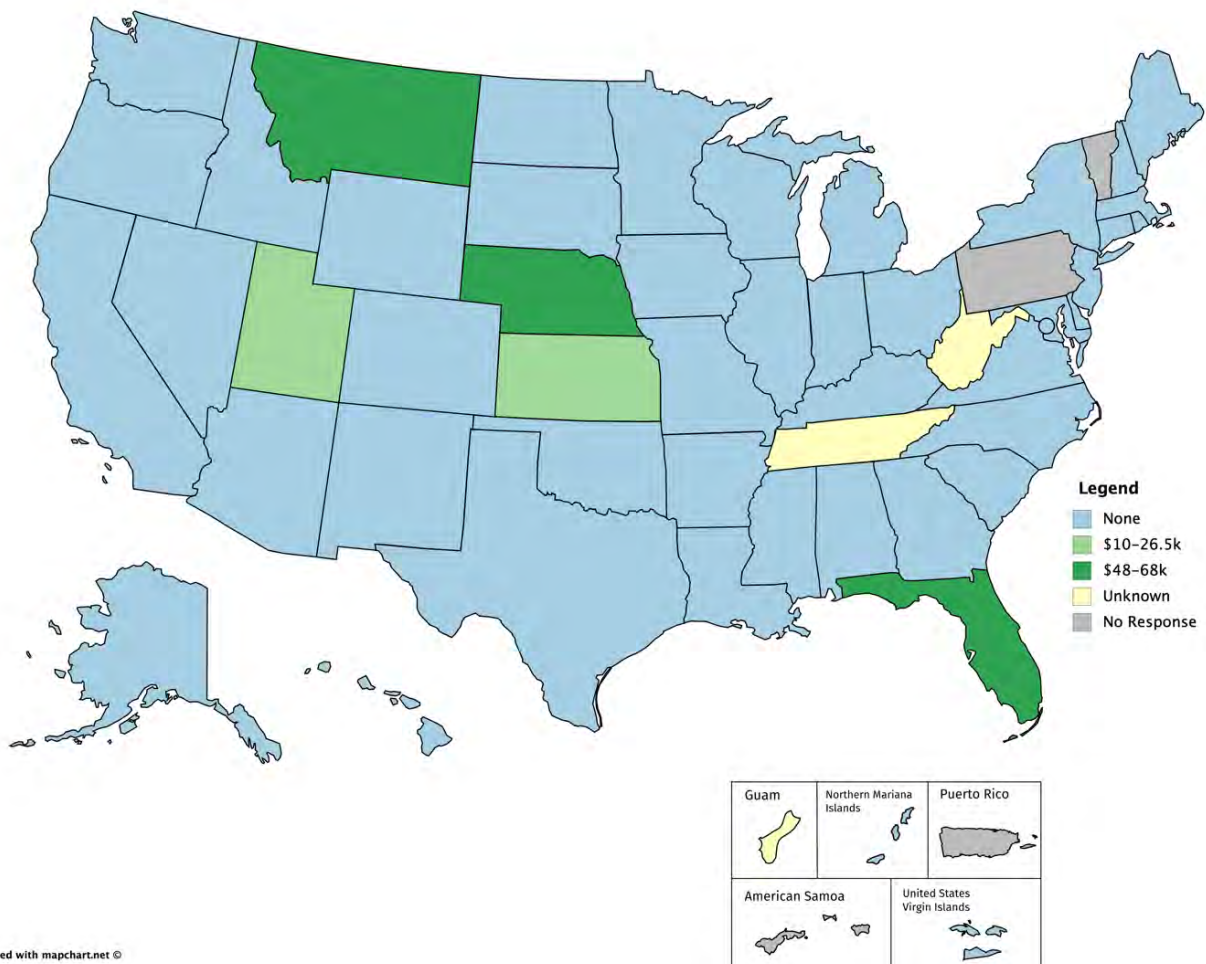 Legend
None
$10-26.5k
$48-68k
Unknown
No Response
Guam
Northern Mariana
Islands
Puerto Rico
American Samoa
United States
Virgin Islands
ed with mapchart.net ©